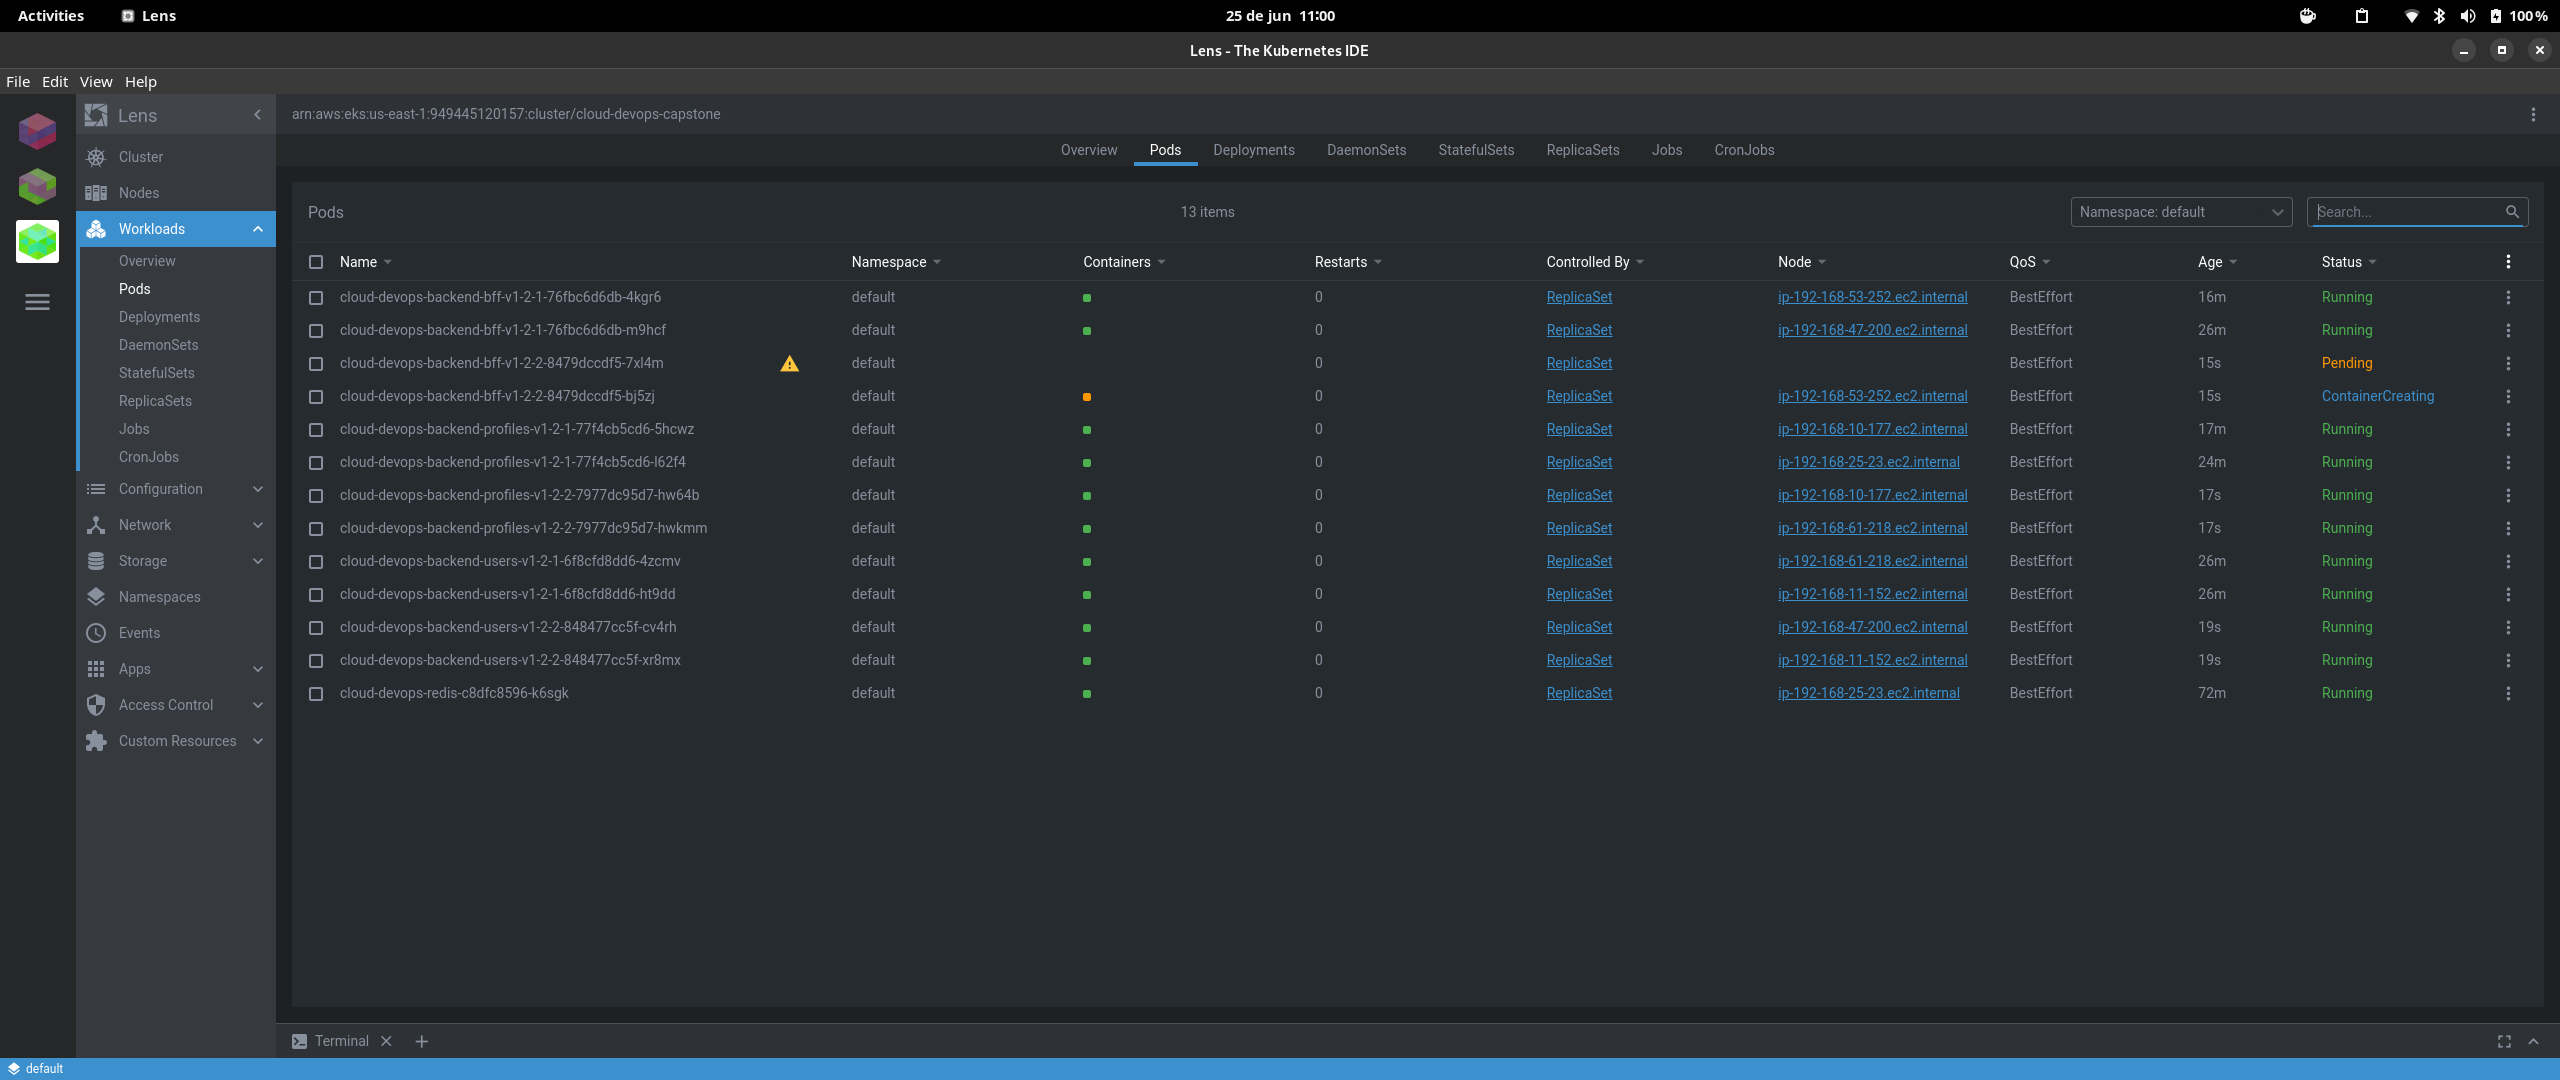 Activities Lens 25 de jun 11:00 100%
Lens - The Kubernetes IDE
File Edit View Help
Lens
arn:aws:eks:us-east-1:949445120157:cluster/cloud-devops-capstone
Cluster
Nodes
Workloads
Overview
Pods
Deployments
DaemonSets
StatefulSets
ReplicaSets
Jobs
CronJobs
Configuration
Network
Storage
Namespaces
Events
Apps
Access Control
Custom Resources
Overview Pods Deployments DaemonSets StatefulSets ReplicaSets Jobs CronJobs
Pods 13 items Namespace: default Search...
Name Namespace Containers Restarts Controlled By Node QoS Age Status
cloud-devops-backend-bff-v1-2-1-76fbc6d6db-4kgr6 default 0 ReplicaSet ip-192-168-53-252.ec2.internal BestEffort 16m Running
cloud-devops-backend-bff-v1-2-1-76fbc6d6db-m9hcf default 0 ReplicaSet ip-192-168-47-200.ec2.internal BestEffort 26m Running
cloud-devops-backend-bff-v1-2-2-8479dccdf5-7xl4m default 0 ReplicaSet BestEffort 15s Pending
cloud-devops-backend-bff-v1-2-2-8479dccdf5-bj5zj default 0 ReplicaSet ip-192-168-53-252.ec2.internal BestEffort 15s ContainerCreating
cloud-devops-backend-profiles-v1-2-1-77f4cb5cd6-5hcwz default 0 ReplicaSet ip-192-168-10-177.ec2.internal BestEffort 17m Running
cloud-devops-backend-profiles-v1-2-1-77f4cb5cd6-l62f4 default 0 ReplicaSet ip-192-168-25-23.ec2.internal BestEffort 24m Running
cloud-devops-backend-profiles-v1-2-2-7977dc95d7-hw64b default 0 ReplicaSet ip-192-168-10-177.ec2.internal BestEffort 17s Running
cloud-devops-backend-profiles-v1-2-2-7977dc95d7-hwkmm default 0 ReplicaSet ip-192-168-61-218.ec2.internal BestEffort 17s Running
cloud-devops-backend-users-v1-2-1-6f8cfd8dd6-4zcmv default 0 ReplicaSet ip-192-168-61-218.ec2.internal BestEffort 26m Running
cloud-devops-backend-users-v1-2-1-6f8cfd8dd6-ht9dd default 0 ReplicaSet ip-192-168-11-152.ec2.internal BestEffort 26m Running
cloud-devops-backend-users-v1-2-2-848477cc5f-cv4rh default 0 ReplicaSet ip-192-168-47-200.ec2.internal BestEffort 19s Running
cloud-devops-backend-users-v1-2-2-848477cc5f-xr8mx default 0 ReplicaSet ip-192-168-11-152.ec2.internal BestEffort 19s Running
cloud-devops-redis-c8dfc8596-k6sgk default 0 ReplicaSet ip-192-168-25-23.ec2.internal BestEffort 72m Running
Terminal
default